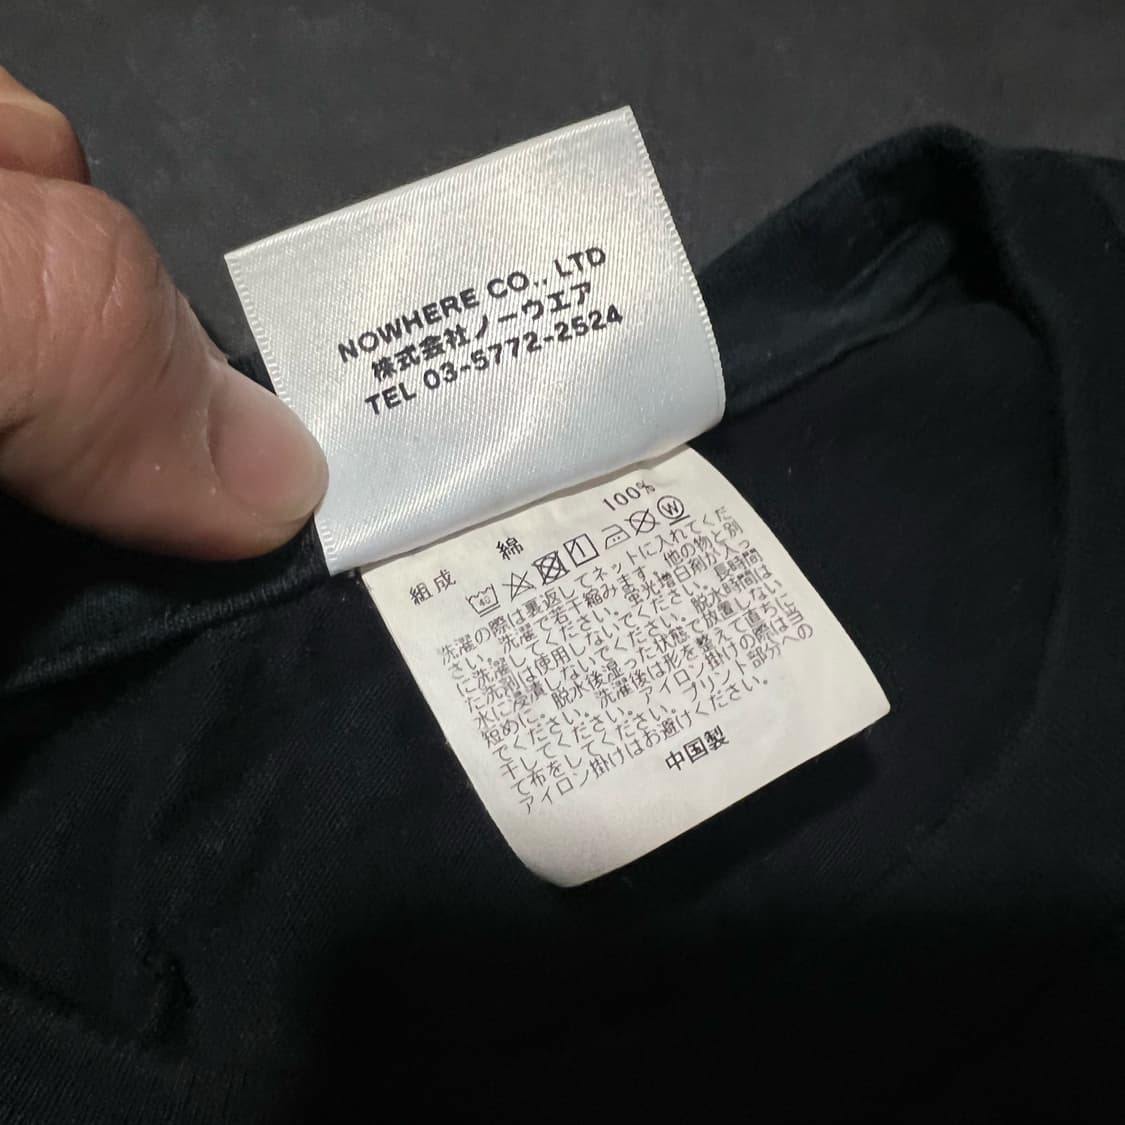 NOWHERE CO., LTD
株式会社ノーウエア
TEL 03-5772-2524
組成 綿 100%
40 1 W
洗濯の際は裏返してネットに入れてくだ
さい。洗濯で若干縮みます。他の物と別
に洗濯してください。蛍光増白剤が入っ
た洗剤は使用しないでください。長時間
水に浸漬しないでください。脱水時間は
短めに。脱水後湿った状態で放置しない
でください。洗濯後は形を整えて直ちに
干してください。アイロン掛けの際は当
て布をしてください。プリント部分への
アイロン掛けはお避けください。
中国製